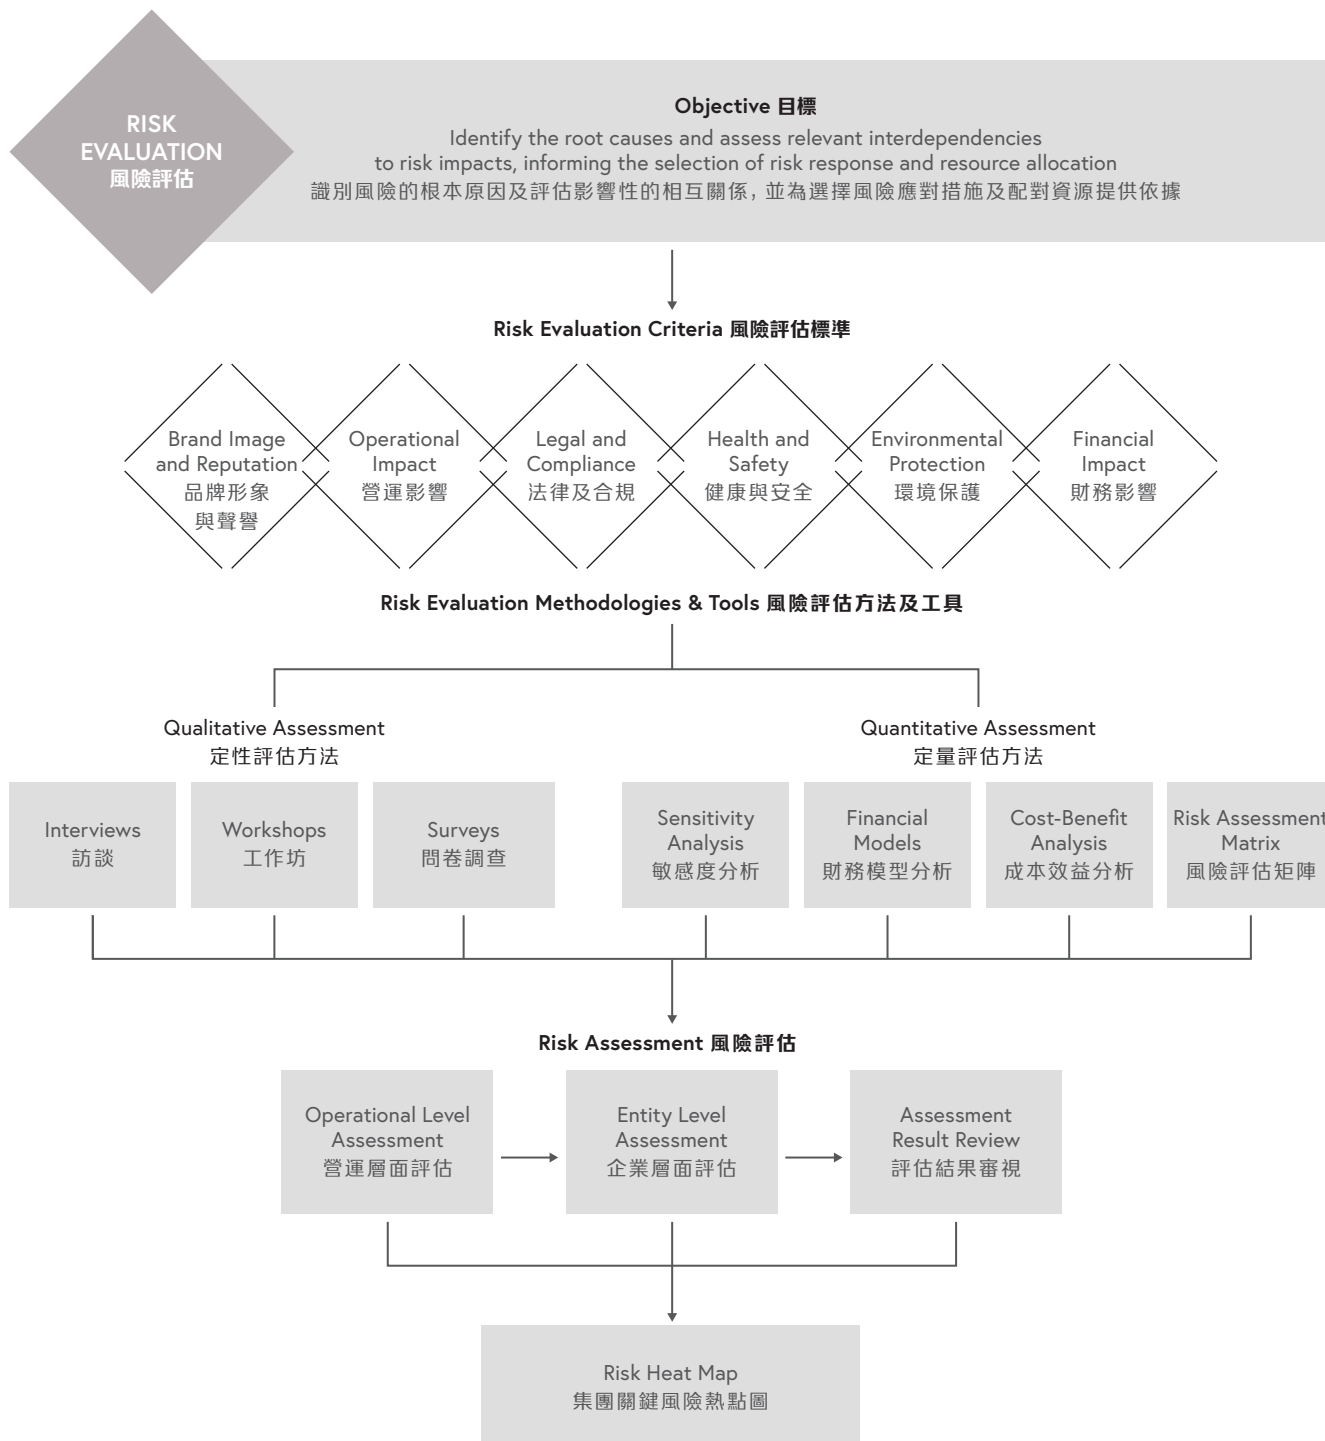 RISK
EVALUATION
風險評估
Objective 目標
Identify the root causes and assess relevant interdependencies
to risk impacts, informing the selection of risk response and resource allocation
識別風險的根本原因及評估影響性的相互關係，並為選擇風險應對措施及配對資源提供依據
Risk Evaluation Criteria 風險評估標準
Brand Image
and Reputation
品牌形象
與聲譽
Operational
Impact
營運影響
Legal and
Compliance
法律及合規
Health and
Safety
健康與安全
Environmental
Protection
環境保護
Financial
Impact
財務影響
Risk Evaluation Methodologies & Tools 風險評估方法及工具
Qualitative Assessment
定性評估方法
Quantitative Assessment
定量評估方法
Interviews
訪談
Workshops
工作坊
Surveys
問卷調查
Sensitivity
Analysis
敏感度分析
Financial
Models
財務模型分析
Cost-Benefit
Analysis
成本效益分析
Risk Assessment
Matrix
風險評估矩陣
Risk Assessment 風險評估
Operational Level
Assessment
營運層面評估
Entity Level
Assessment
企業層面評估
Assessment
Result Review
評估結果審視
Risk Heat Map
集團關鍵風險熱點圖